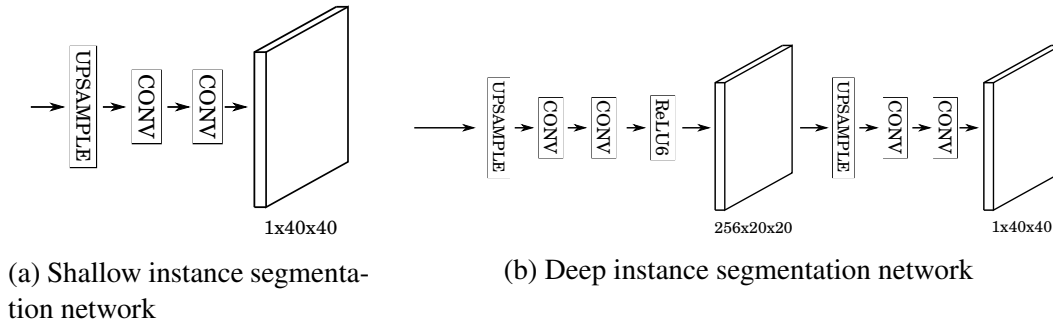 UPSAMPLE
CONV
CONV
1x40x40
(a) Shallow instance segmenta-
tion network
UPSAMPLE
CONV
CONV
ReLU6
256x20x20
UPSAMPLE
CONV
CONV
1x40x40
(b) Deep instance segmentation network